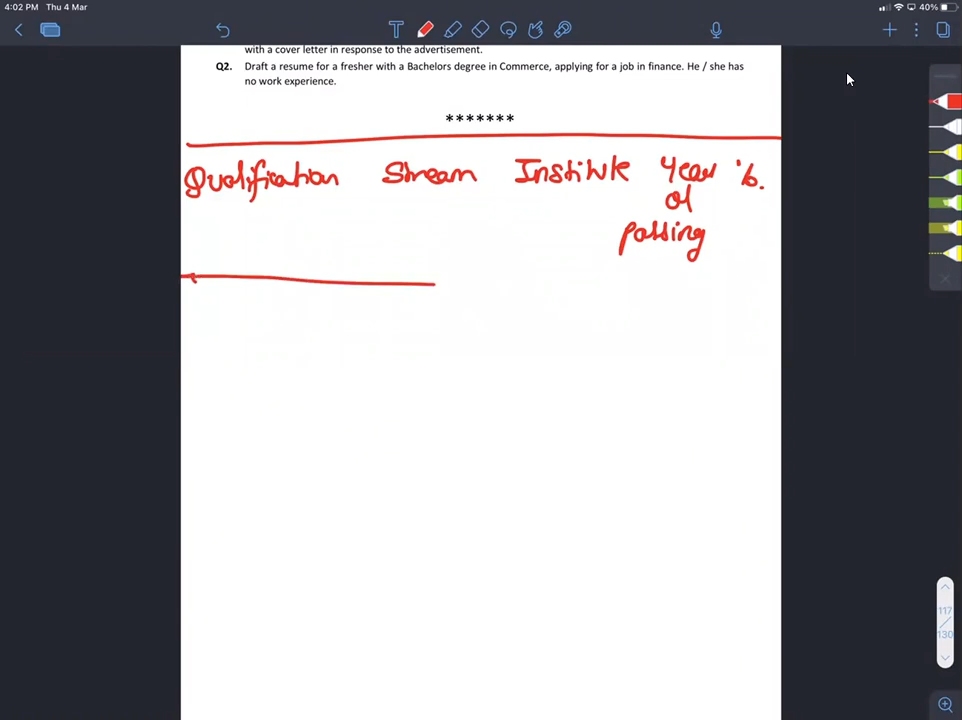 4:02 PM Thu 4 Mar
40%
with a cover letter in response to the advertisement.
Q2. Draft a resume for a fresher with a Bachelors degree in Commerce, applying for a job in finance. He / she has
no work experience.
*******
Qualification Stream Institute Year %.
of
passing
117
/
130